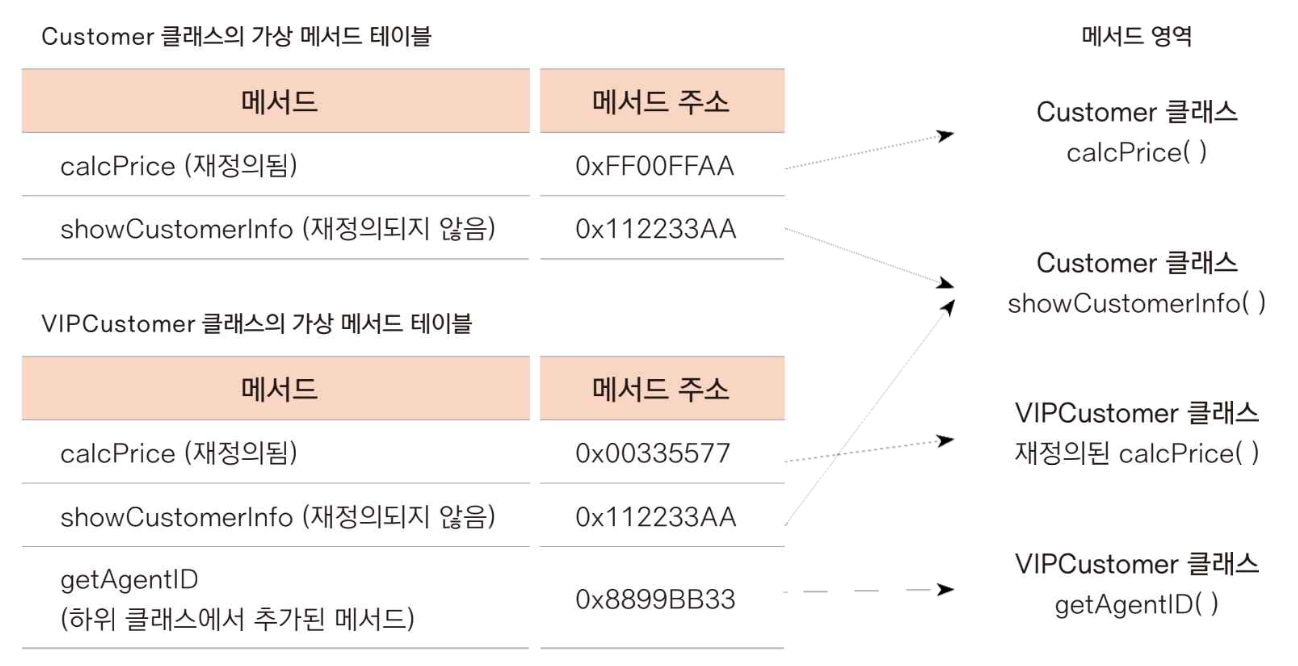 Customer 클래스의 가상 메서드 테이블
메서드 메서드 주소
calcPrice (재정의됨) 0xFF00FFAA
showCustomerInfo (재정의되지 않음) 0x112233AA
VIPCustomer 클래스의 가상 메서드 테이블
메서드 메서드 주소
calcPrice (재정의됨) 0x00335577
showCustomerInfo (재정의되지 않음) 0x112233AA
getAgentID
(하위 클래스에서 추가된 메서드) 0x8899BB33
메서드 영역
Customer 클래스
calcPrice( )
Customer 클래스
showCustomerInfo( )
VIPCustomer 클래스
재정의된 calcPrice( )
VIPCustomer 클래스
getAgentID( )